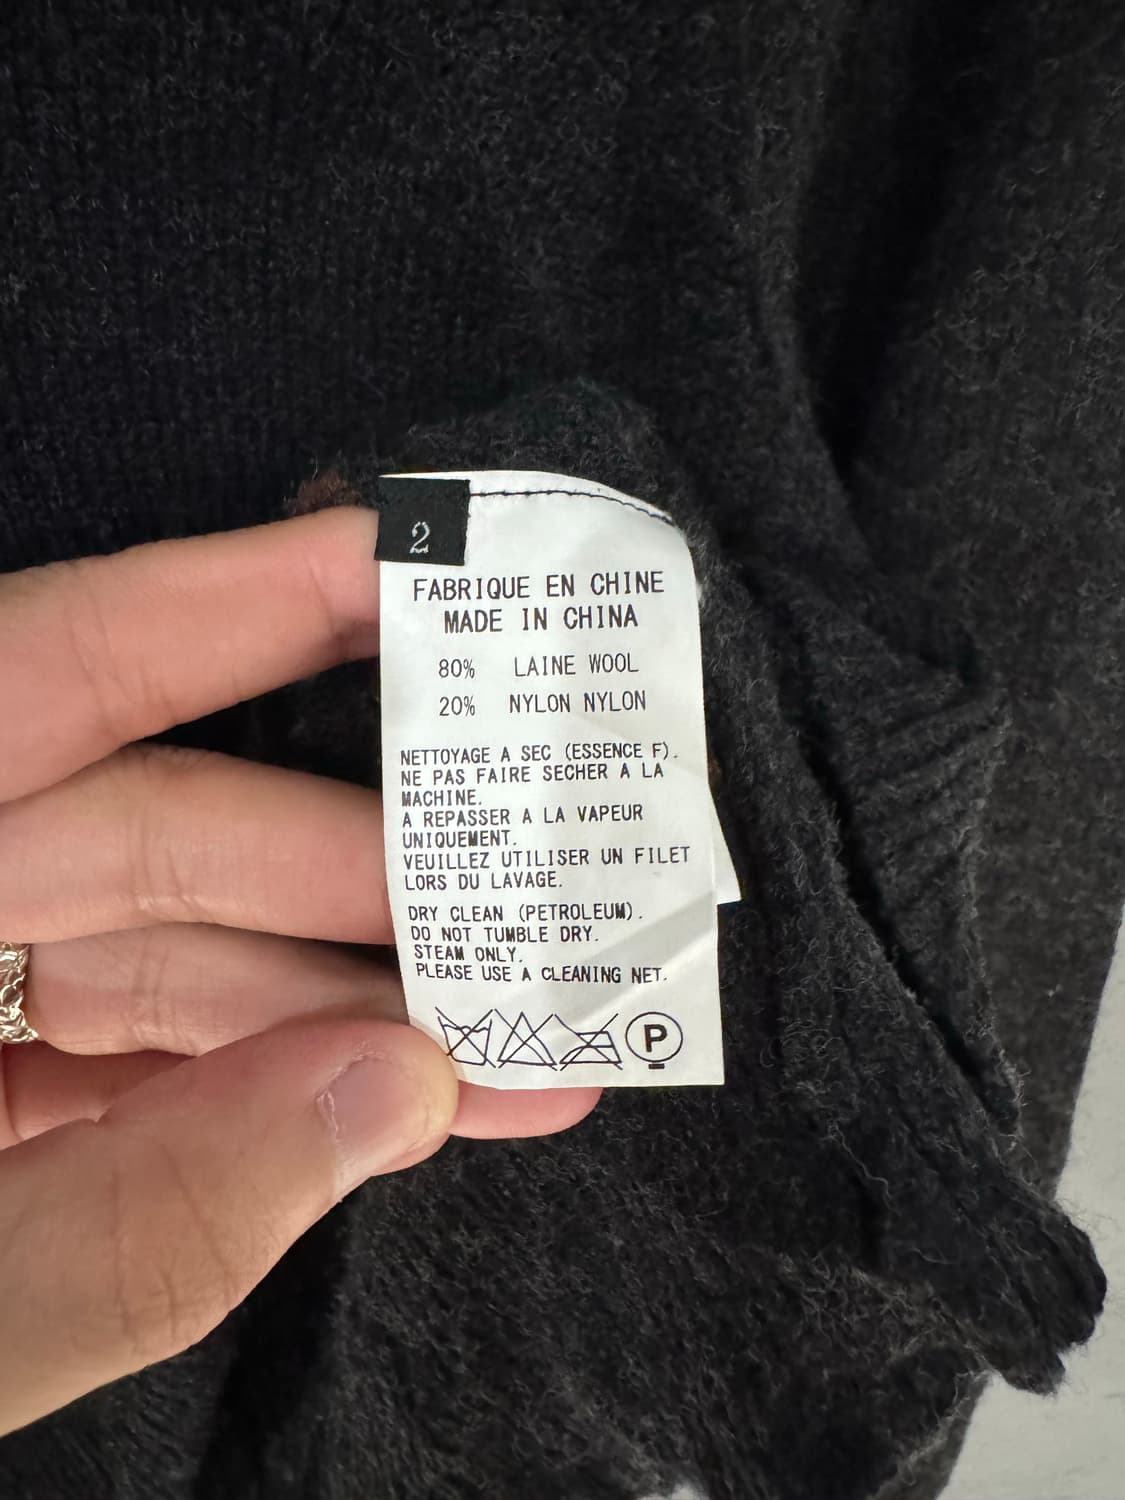 2
FABRIQUE EN CHINE
MADE IN CHINA
80% LAINE WOOL
20% NYLON NYLON
NETTOYAGE A SEC (ESSENCE F).
NE PAS FAIRE SECHER A LA
MACHINE.
A REPASSER A LA VAPEUR
UNIQUEMENT.
VEUILLEZ UTILISER UN FILET
LORS DU LAVAGE.
DRY CLEAN (PETROLEUM).
DO NOT TUMBLE DRY.
STEAM ONLY.
PLEASE USE A CLEANING NET.
P